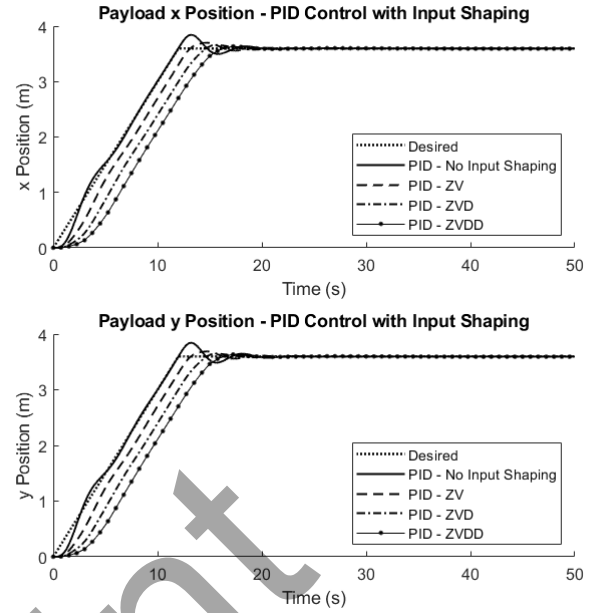 Payload x Position - PID Control with Input Shaping
4
3
2
1
0
x Position (m)
Desired
PID - No Input Shaping
PID - ZV
PID - ZVD
PID - ZVDD
0 10 20 30 40 50
Time (s)
Payload y Position - PID Control with Input Shaping
4
3
2
1
0
y Position (m)
Desired
PID - No Input Shaping
PID - ZV
PID - ZVD
PID - ZVDD
0 10 20 30 40 50
Time (s)
int